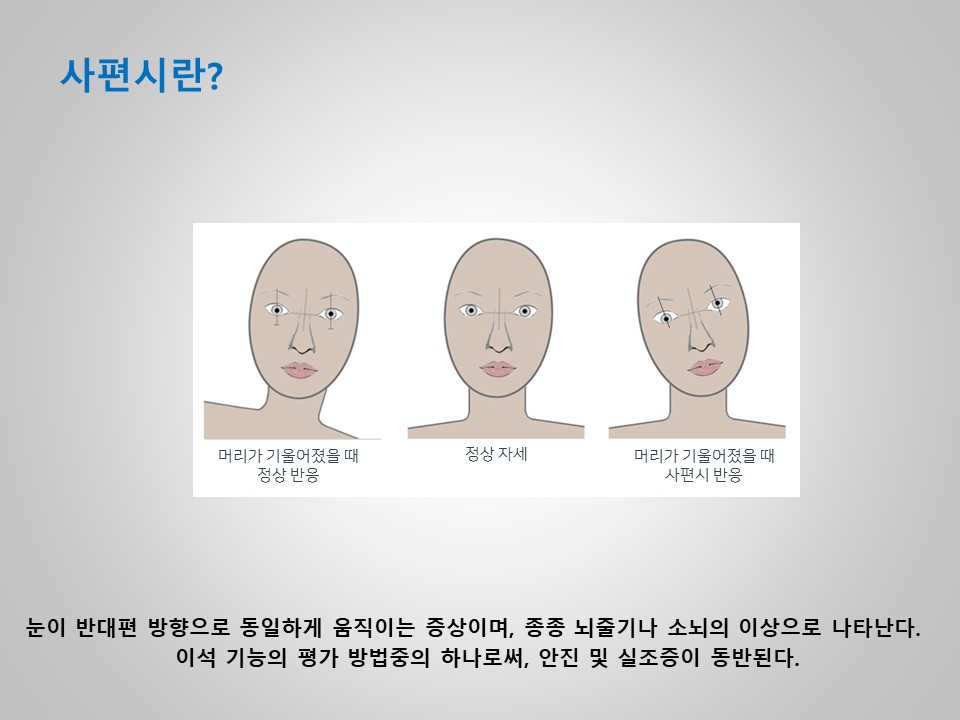 사편시란?
머리가 기울어졌을 때
정상 반응
정상 자세
머리가 기울어졌을 때
사편시 반응
눈이 반대편 방향으로 동일하게 움직이는 증상이며, 종종 뇌줄기나 소뇌의 이상으로 나타난다.
이석 기능의 평가 방법중의 하나로써, 안진 및 실조증이 동반된다.